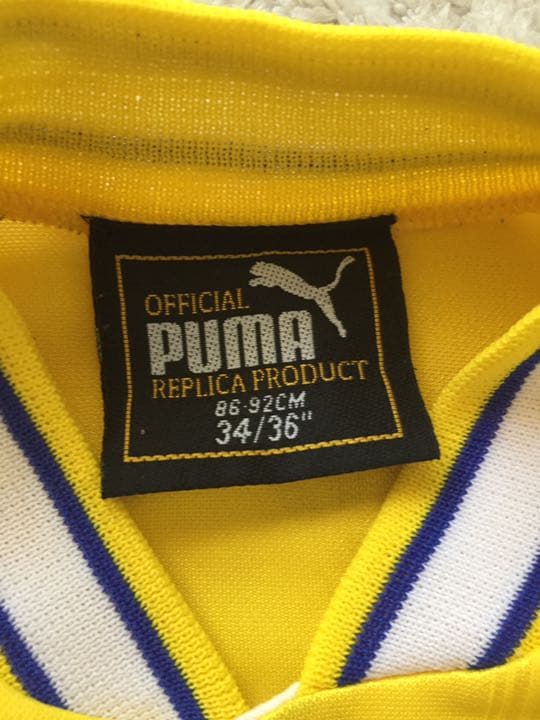 OFFICIAL
PUMA
REPLICA PRODUCT
86-92CM
34/36"